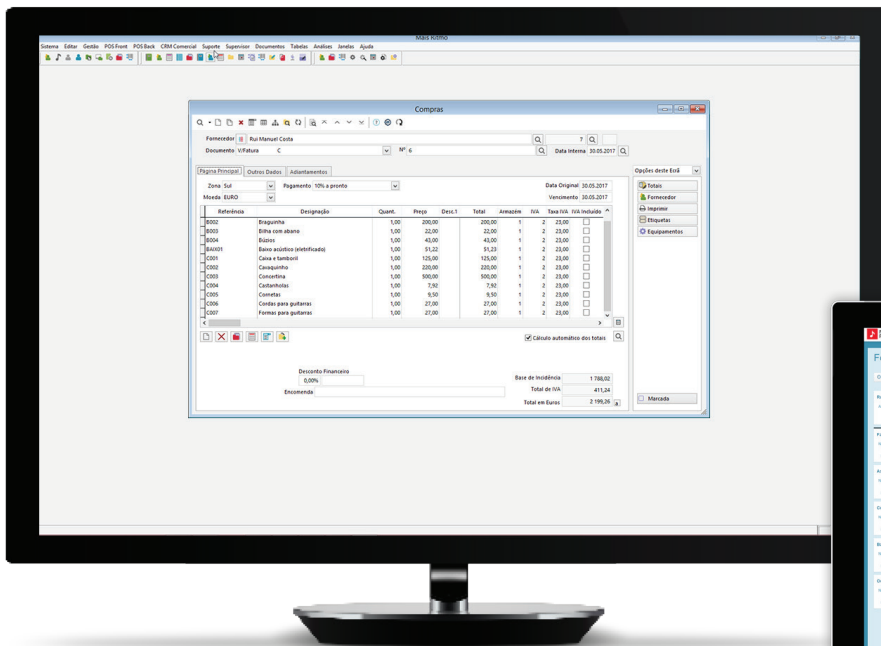 Mais Ritmo
Sistema Editar Gestão POS Front POS Back CRM Comercial Suporte Supervisor Documentos Tabelas Análises Janelas Ajuda
Compras
Fornecedor Rui Manuel Costa 7
Documento V/Fatura C Nº 6 Data Interna 30.05.2017
Página Principal Outros Dados Adiantamentos Opções deste Ecrã
Zona Sul Pagamento 10% a pronto Data Original 30.05.2017 Totais
Moeda EURO Vencimento 30.05.2017 Fornecedor
Referência Designação Quant. Preço Desc.1 Total Armazém IVA Taxa IVA IVA Incluído Imprimir
B002 Braguinha 1,00 200,00 200,00 1 2 23,00 Etiquetas
B003 Bilha com abano 1,00 22,00 22,00 1 2 23,00 Equipamentos
B004 Búzios 1,00 43,00 43,00 1 2 23,00
BAIX01 Baixo acústico (eletrificado) 1,00 51,22 51,23 1 2 23,00
C001 Caixa e tamboril 1,00 125,00 125,00 1 2 23,00
C002 Cavaquinho 1,00 220,00 220,00 1 2 23,00
C003 Concertina 1,00 500,00 500,00 1 2 23,00
C004 Castanholas 1,00 7,92 7,92 1 2 23,00
C005 Cornetas 1,00 9,50 9,50 1 2 23,00
C006 Cordas para guitarras 1,00 27,00 27,00 1 2 23,00
C007 Formas para guitarras 1,00 27,00 27,00 1 2 23,00
Cálculo automático dos totais
Desconto Financeiro
0,00% Base de Incidência 1 788,02
Encomenda Total de IVA 411,24
Total em Euros 2 199,26
Marcada